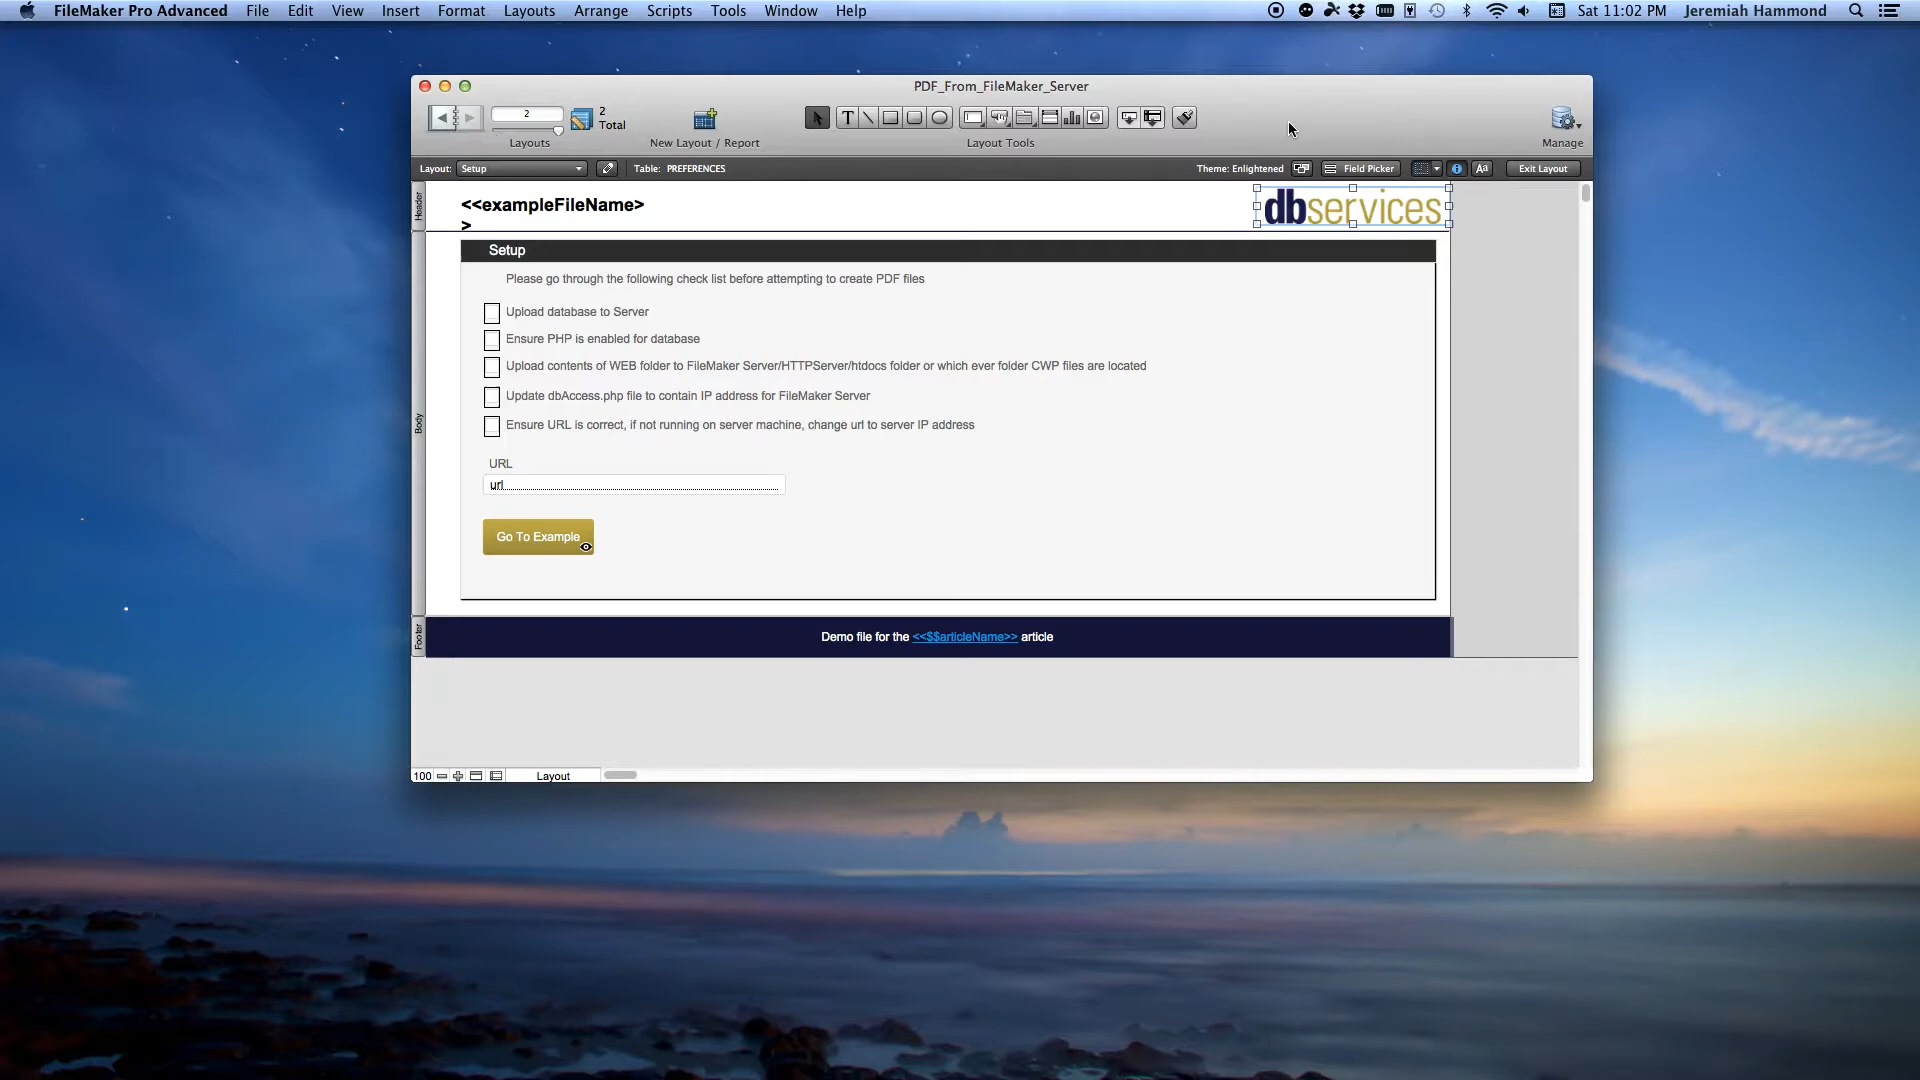 FileMaker Pro Advanced File Edit View Insert Format Layouts Arrange Scripts Tools Window Help Sat 11:02 PM Jeremiah Hammond
PDF_From_FileMaker_Server
2
2
Total
Layouts
New Layout / Report
T
Layout Tools
Manage
Layout: Setup Table: PREFERENCES Theme: Enlightened Field Picker Aa Exit Layout
Header
<<exampleFileName>
>
dbservices
Body
Setup
Please go through the following check list before attempting to create PDF files
Upload database to Server
Ensure PHP is enabled for database
Upload contents of WEB folder to FileMaker Server/HTTPServer/htdocs folder or which ever folder CWP files are located
Update dbAccess.php file to contain IP address for FileMaker Server
Ensure URL is correct, if not running on server machine, change url to server IP address
URL
url
Go To Example
Footer
Demo file for the <<$$articleName>> article
100 Layout